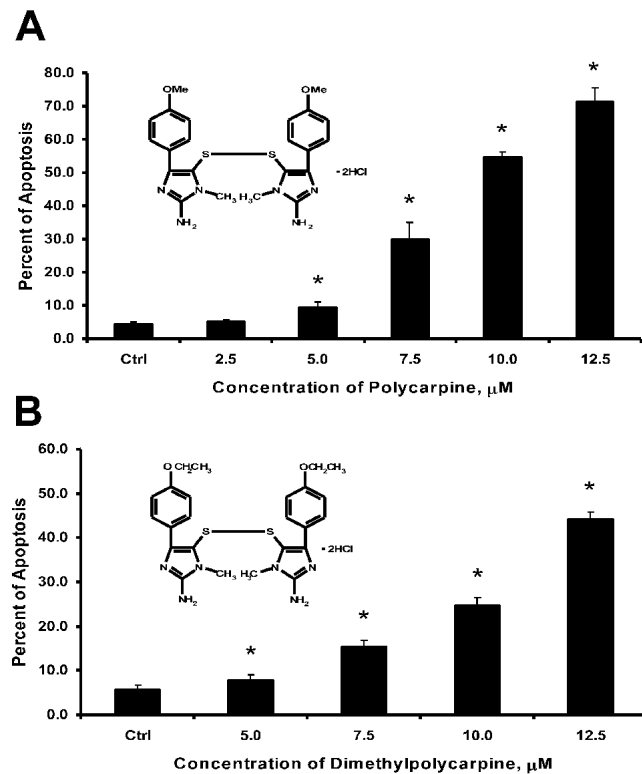 A
Percent of Apoptosis
80.0
70.0
60.0
50.0
40.0
30.0
20.0
10.0
0.0
OMe OMe
S S
N N CH₃ H₃C N N
NH₂ NH₂
• 2HCl
* * * *
Ctrl 2.5 5.0 7.5 10.0 12.5
Concentration of Polycarpine, μM
B
Percent of Apoptosis
60.0
50.0
40.0
30.0
20.0
10.0
0.0
OCH₂CH₃ OCH₂CH₃
S S
N N CH₃ H₃C N N
NH₂ NH₂
• 2HCl
* * * *
Ctrl 5.0 7.5 10.0 12.5
Concentration of Dimethylpolycarpine, μM